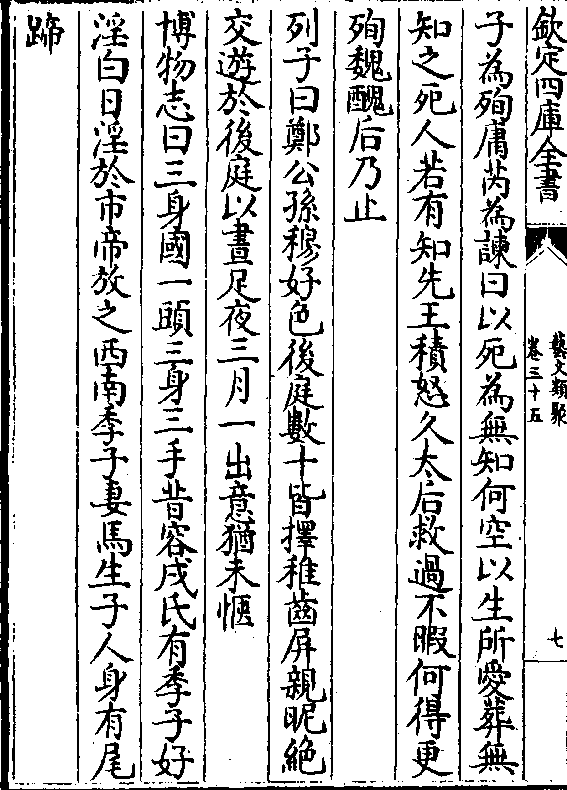 欽定四庫全書
藝文類聚
卷三十五
七
子為殉庸芮為諫曰以死為無知何空以生所愛葬無
知之死人若有知先王積怒久太后救過不暇何得更
殉魏醜后乃止
列子曰鄭公孫穆好色後庭數十皆擇稚齒屏親昵絶
交遊於後庭以晝足夜三月一出意猶未愜
博物志曰三身國一頭三身三手昔容戌氏有季子好
淫白日淫於市帝放之西南季子妻馬生子人身有尾
蹄